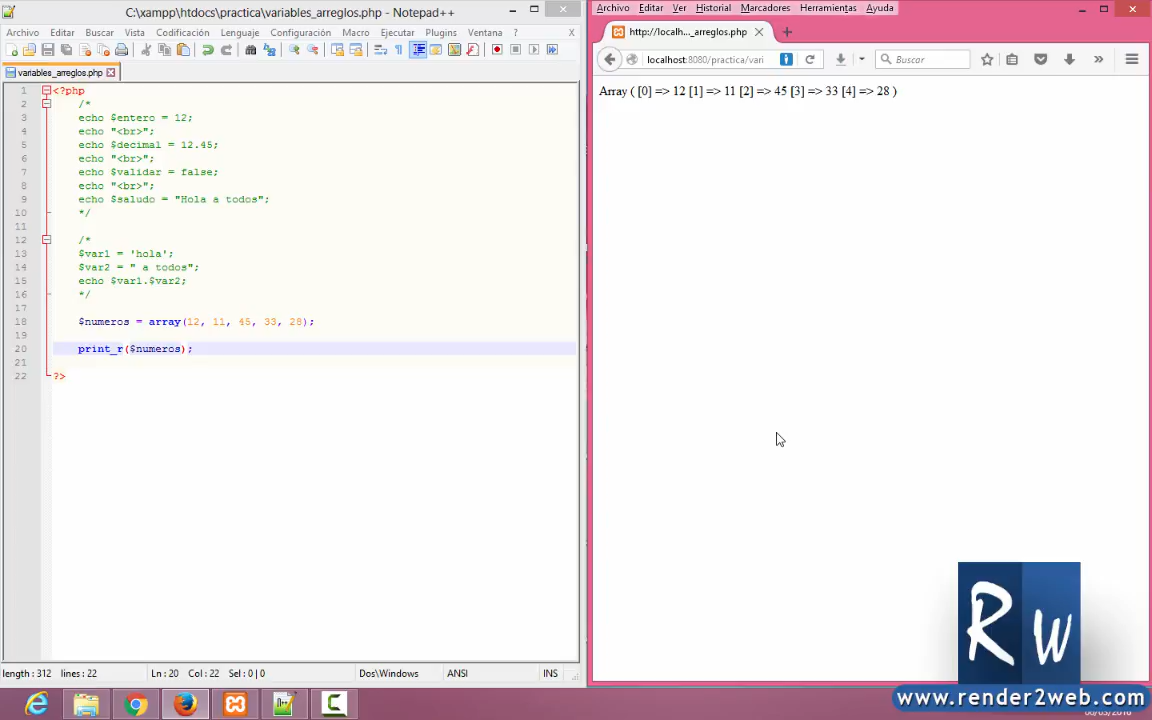 C:\xampp\htdocs\practica\variables_arreglos.php - Notepad++
Archivo Editar Buscar Vista Codificación Lenguaje Configuración Macro Ejecutar Plugins Ventana ? X
variables_arreglos.php
1 <?php
2 /*
3 echo $entero = 12;
4 echo "<br>";
5 echo $decimal = 12.45;
6 echo "<br>";
7 echo $validar = false;
8 echo "<br>";
9 echo $saludo = "Hola a todos";
10 */
11
12 /*
13 $var1 = 'hola';
14 $var2 = " a todos";
15 echo $var1.$var2;
16 */
17
18 $numeros = array(12, 11, 45, 33, 28);
19
20 print_r($numeros);
21
22 ?>
length : 312 lines : 22 Ln : 20 Col : 22 Sel : 0 | 0 Dos\Windows ANSI INS
Archivo Editar Ver Historial Marcadores Herramientas Ayuda
http://localh..._arreglos.php
localhost:8080/practica/vari
Buscar
Array ( [0] => 12 [1] => 11 [2] => 45 [3] => 33 [4] => 28 )
RW
www.render2web.com